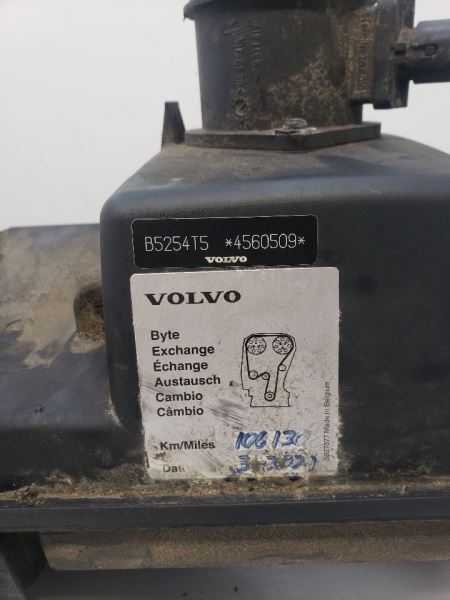 B5254T5 *4560509*
VOLVO
VOLVO
Byte
Exchange
Échange
Austausch
Cambio
Câmbio
Km/Miles 106 130
Made in Belgium